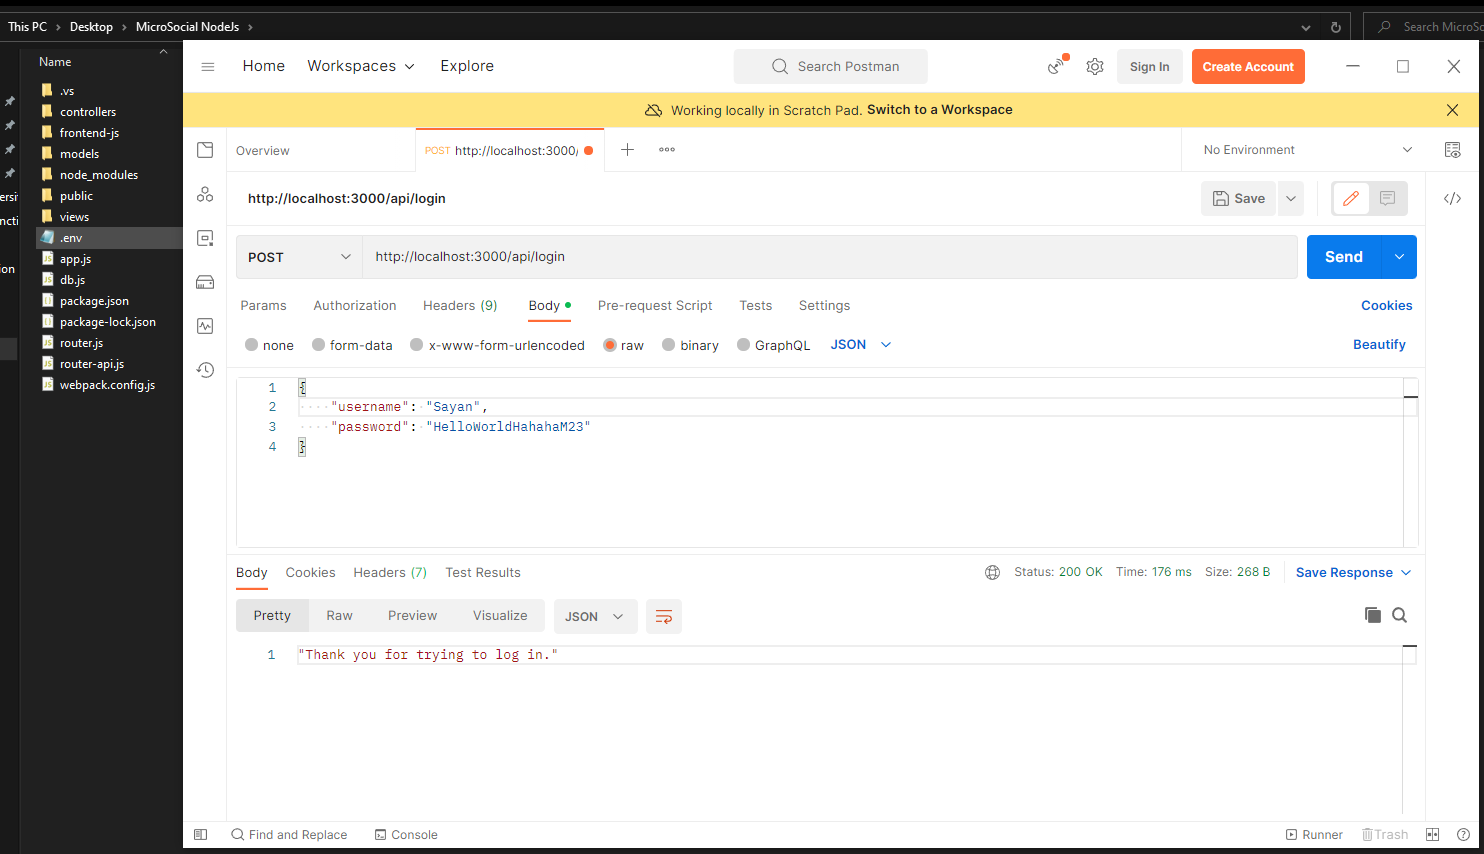 This PC > Desktop > MicroSocial NodeJs >
Search MicroSc
Name
.vs
controllers
frontend-js
models
node_modules
public
views
.env
app.js
db.js
package.json
package-lock.json
router.js
router-api.js
webpack.config.js
ersi
ncti
ion
Home Workspaces Explore
Search Postman
Sign In
Create Account
Working locally in Scratch Pad. Switch to a Workspace
Overview
POST http://localhost:3000/
No Environment
http://localhost:3000/api/login
Save
POST http://localhost:3000/api/login
Send
Params Authorization Headers (9) Body Pre-request Script Tests Settings Cookies
none form-data x-www-form-urlencoded raw binary GraphQL JSON Beautify
1 {
2 "username": "Sayan",
3 "password": "HelloWorldHahahaM23"
4 }
Body Cookies Headers (7) Test Results Status: 200 OK Time: 176 ms Size: 268 B Save Response
Pretty Raw Preview Visualize JSON
1 "Thank you for trying to log in."
Find and Replace Console Runner Trash